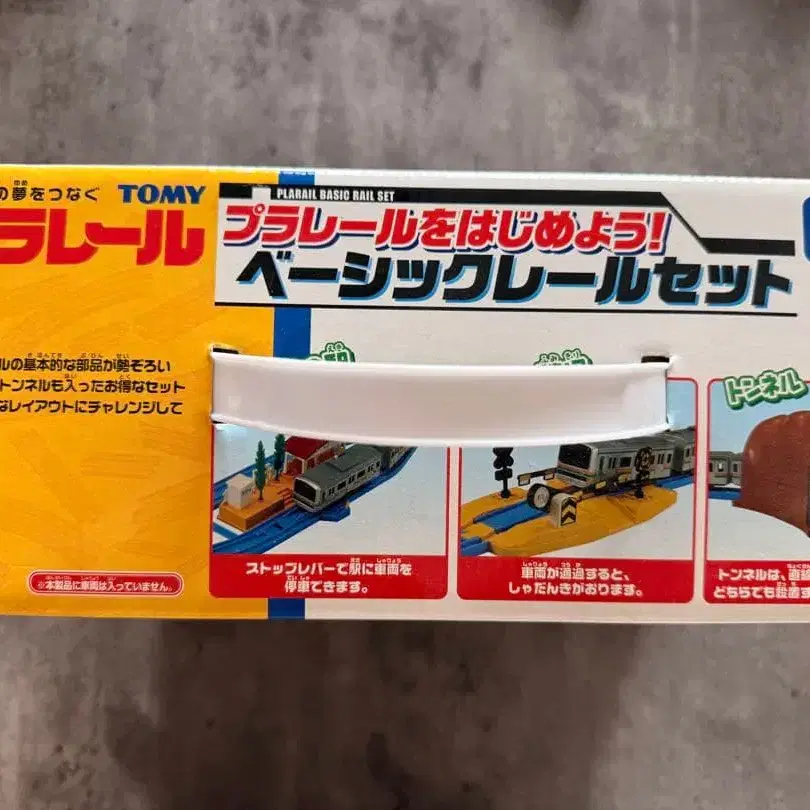 の夢をつなぐ
TOMY
ラレール
PLARAIL BASIC RAIL SET
プラレールをはじめよう!
ベーシックレールセット
ルの基本的な部品が勢ぞろい
トンネルも入ったお得なセット
なレイアウトにチャレンジして
※本製品に車両は入っていません。
ストップレバーで駅に車両を
停車できます。
車両が通過すると、
しゃだんきがおります。
トンネル
トンネルは、直線
どちらでも設置